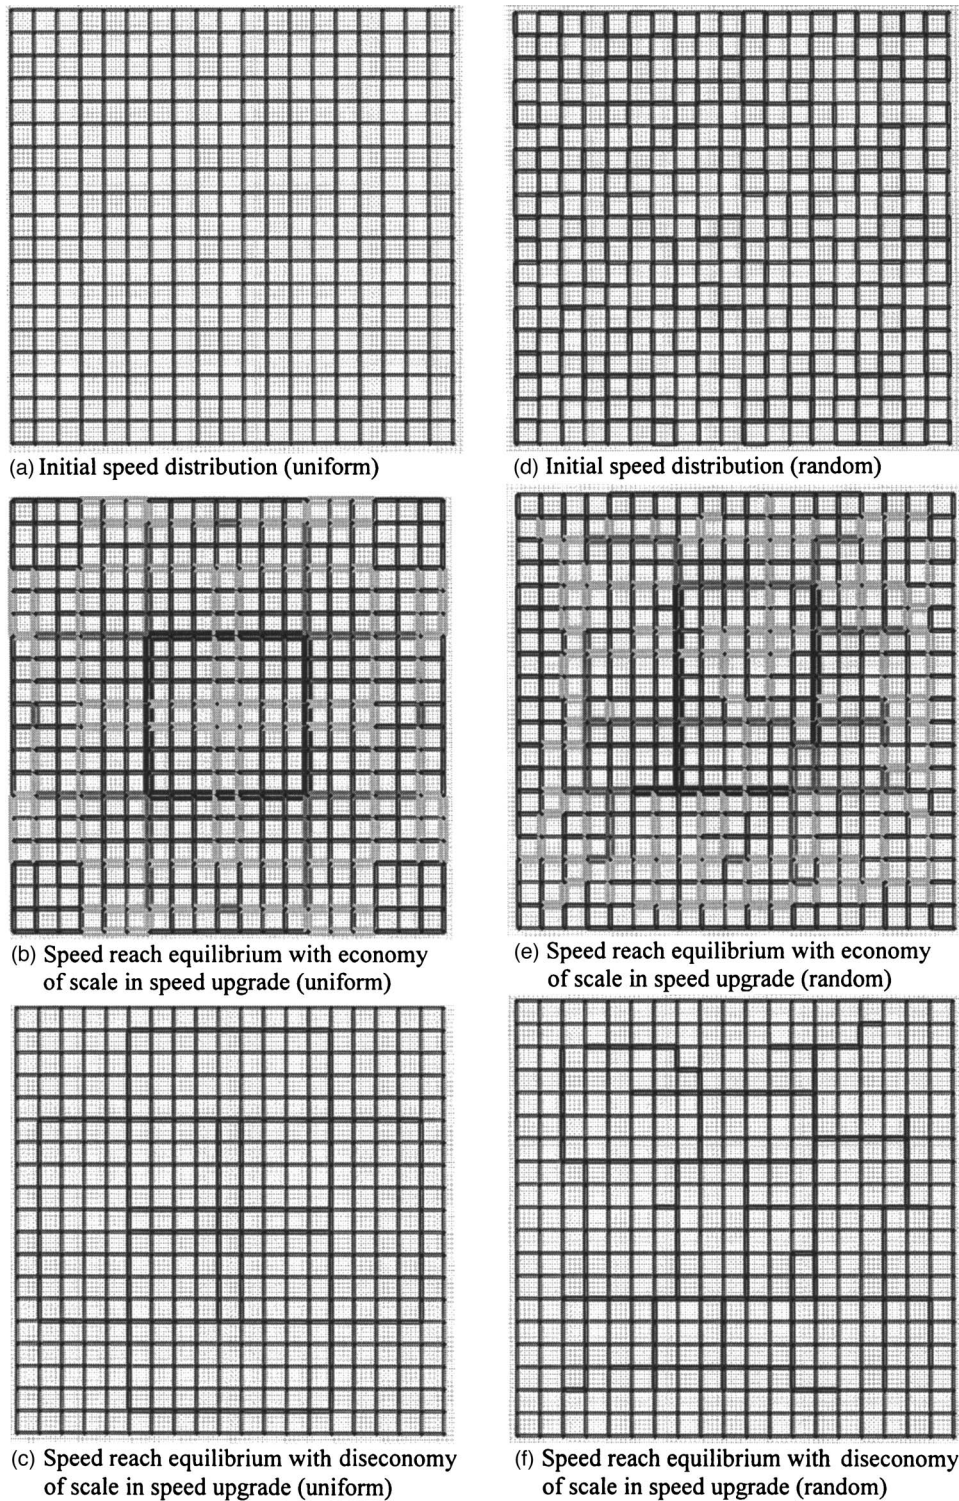 (a) Initial speed distribution (uniform)
(d) Initial speed distribution (random)
(b) Speed reach equilibrium with economy
of scale in speed upgrade (uniform)
(e) Speed reach equilibrium with economy
of scale in speed upgrade (random)
(c) Speed reach equilibrium with diseconomy
of scale in speed upgrade (uniform)
(f) Speed reach equilibrium with diseconomy
of scale in speed upgrade (random)